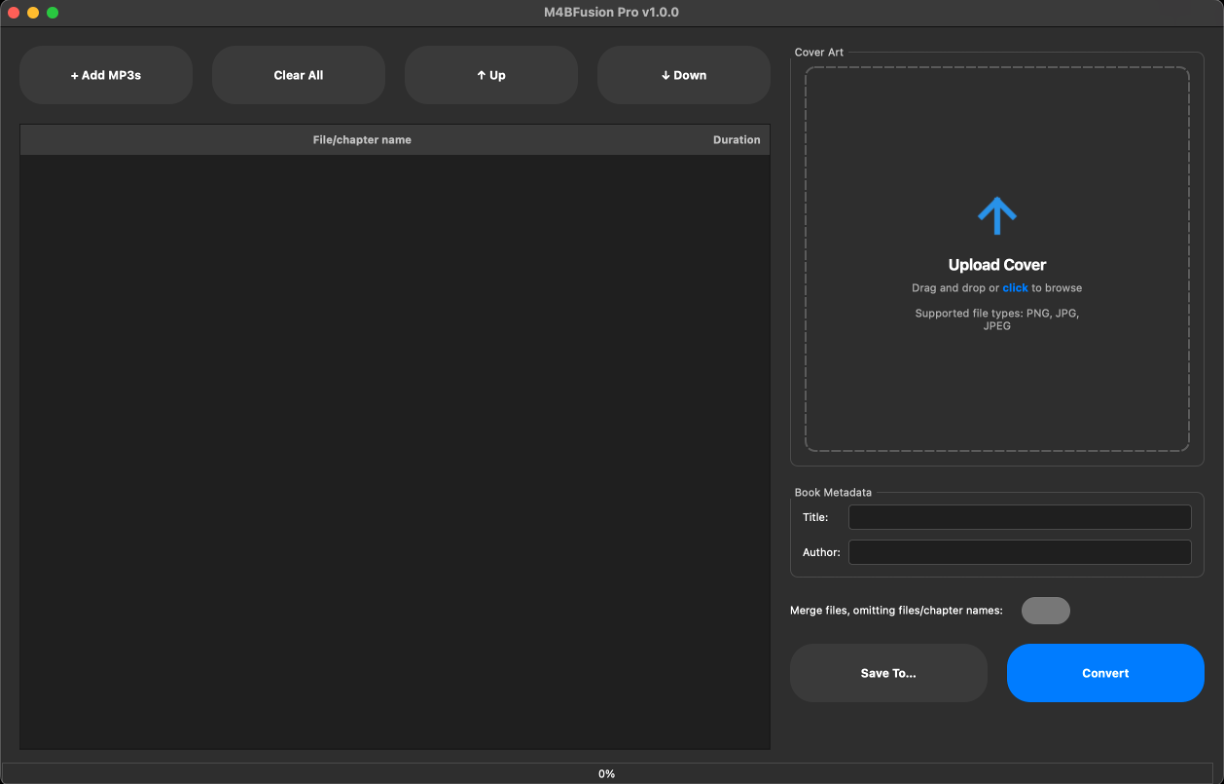 M4BFusion Pro v1.0.0
+ Add MP3s
Clear All
↑ Up
↓ Down
File/chapter name
Duration
Cover Art
Upload Cover
Drag and drop or click to browse
Supported file types: PNG, JPG,
JPEG
Book Metadata
Title:
Author:
Merge files, omitting files/chapter names:
Save To...
Convert
0%